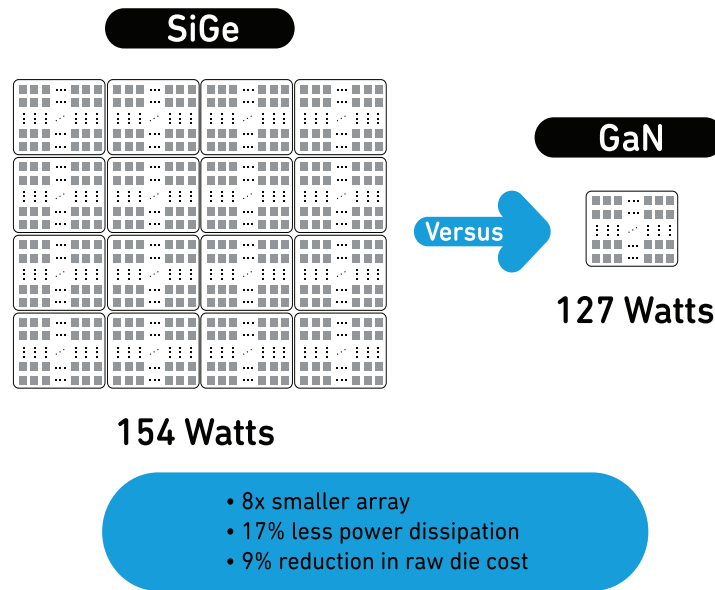 SiGe
GaN
Versus
127 Watts
154 Watts
• 8x smaller array
• 17% less power dissipation
• 9% reduction in raw die cost